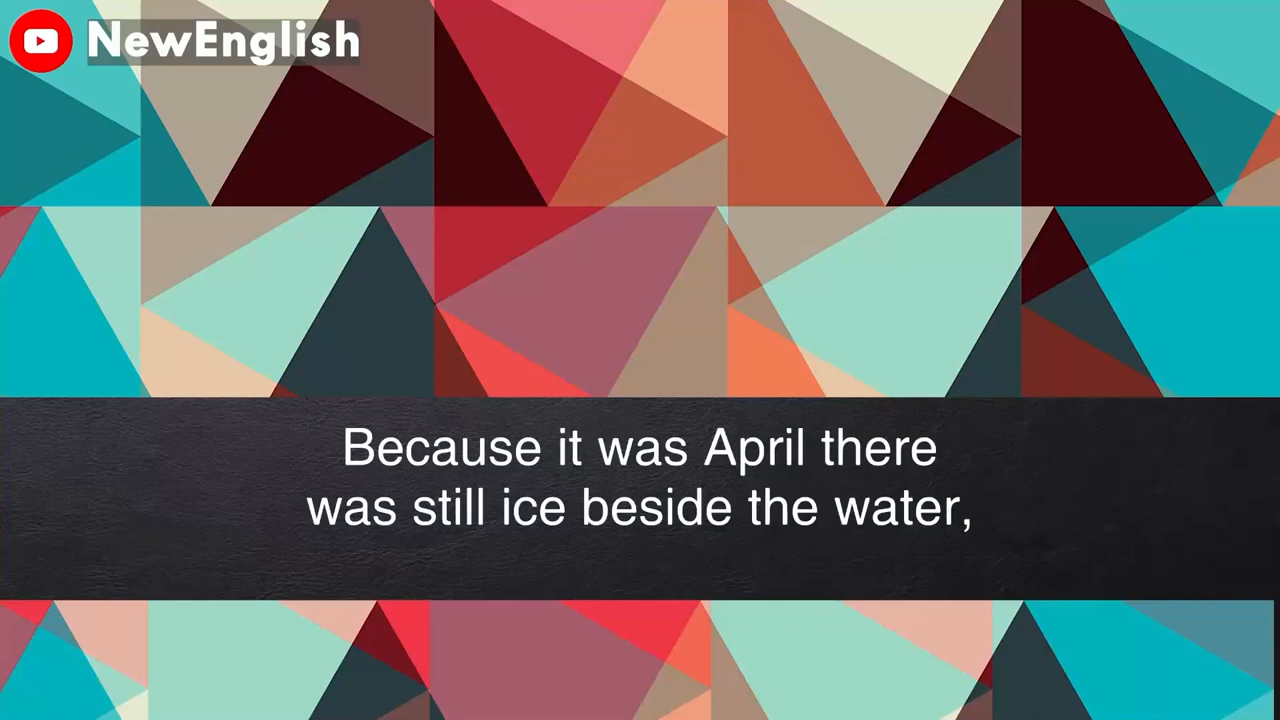 NewEnglish
Because it was April there
was still ice beside the water,